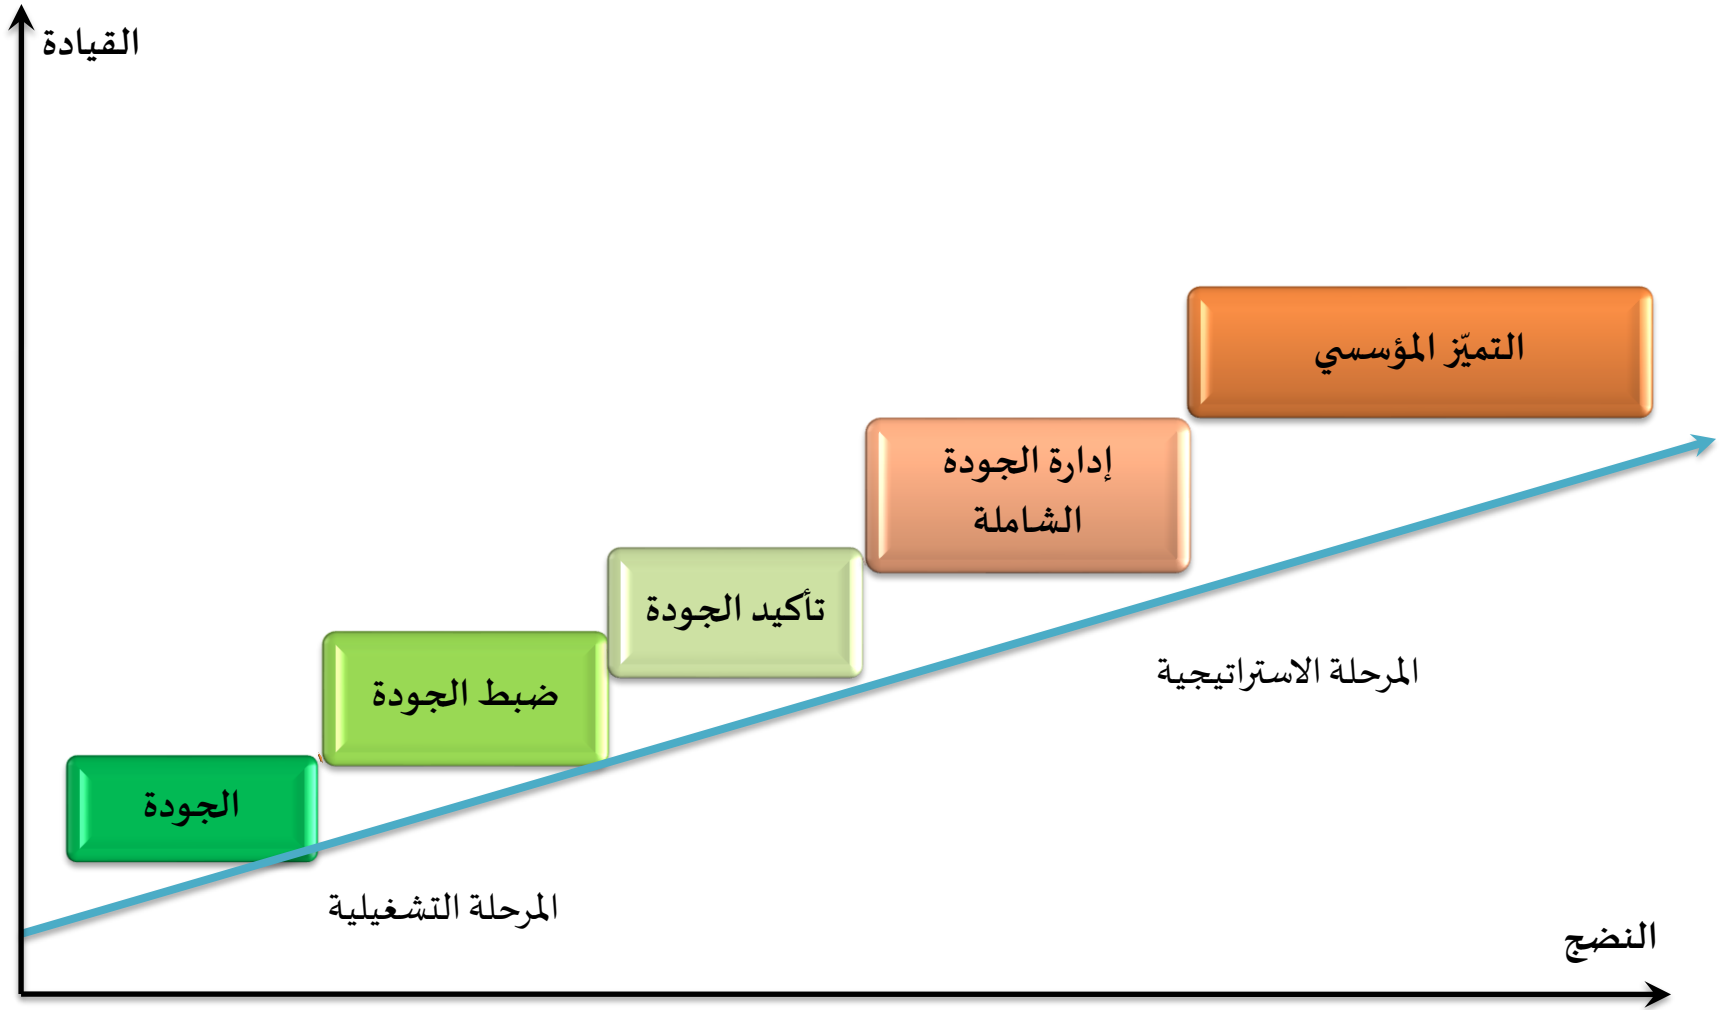 القيادة
التميّز المؤسسي
إدارة الجودة
الشاملة
تأكيد الجودة
المرحلة الاستراتيجية
ضبط الجودة
الجودة
المرحلة التشغيلية
النضج